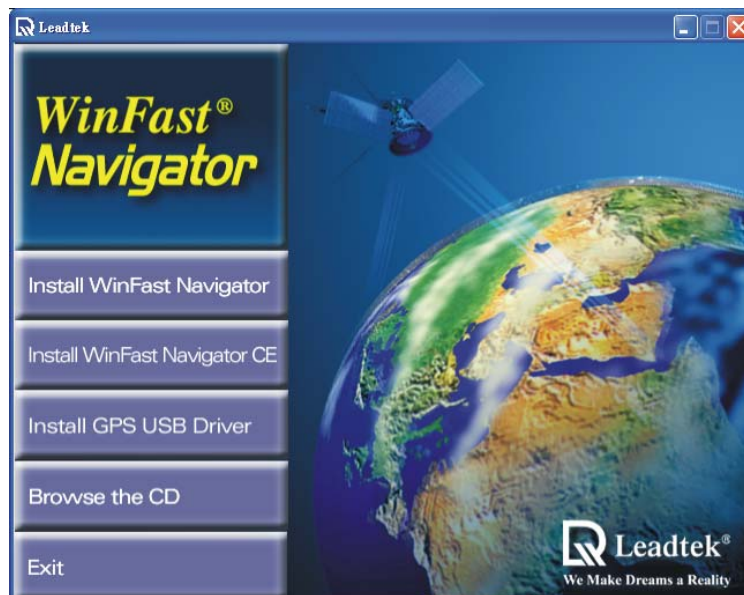 Leadtek
WinFast®
Navigator
Install WinFast Navigator
Install WinFast Navigator CE
Install GPS USB Driver
Browse the CD
Exit
Leadtek®
We Make Dreams a Reality